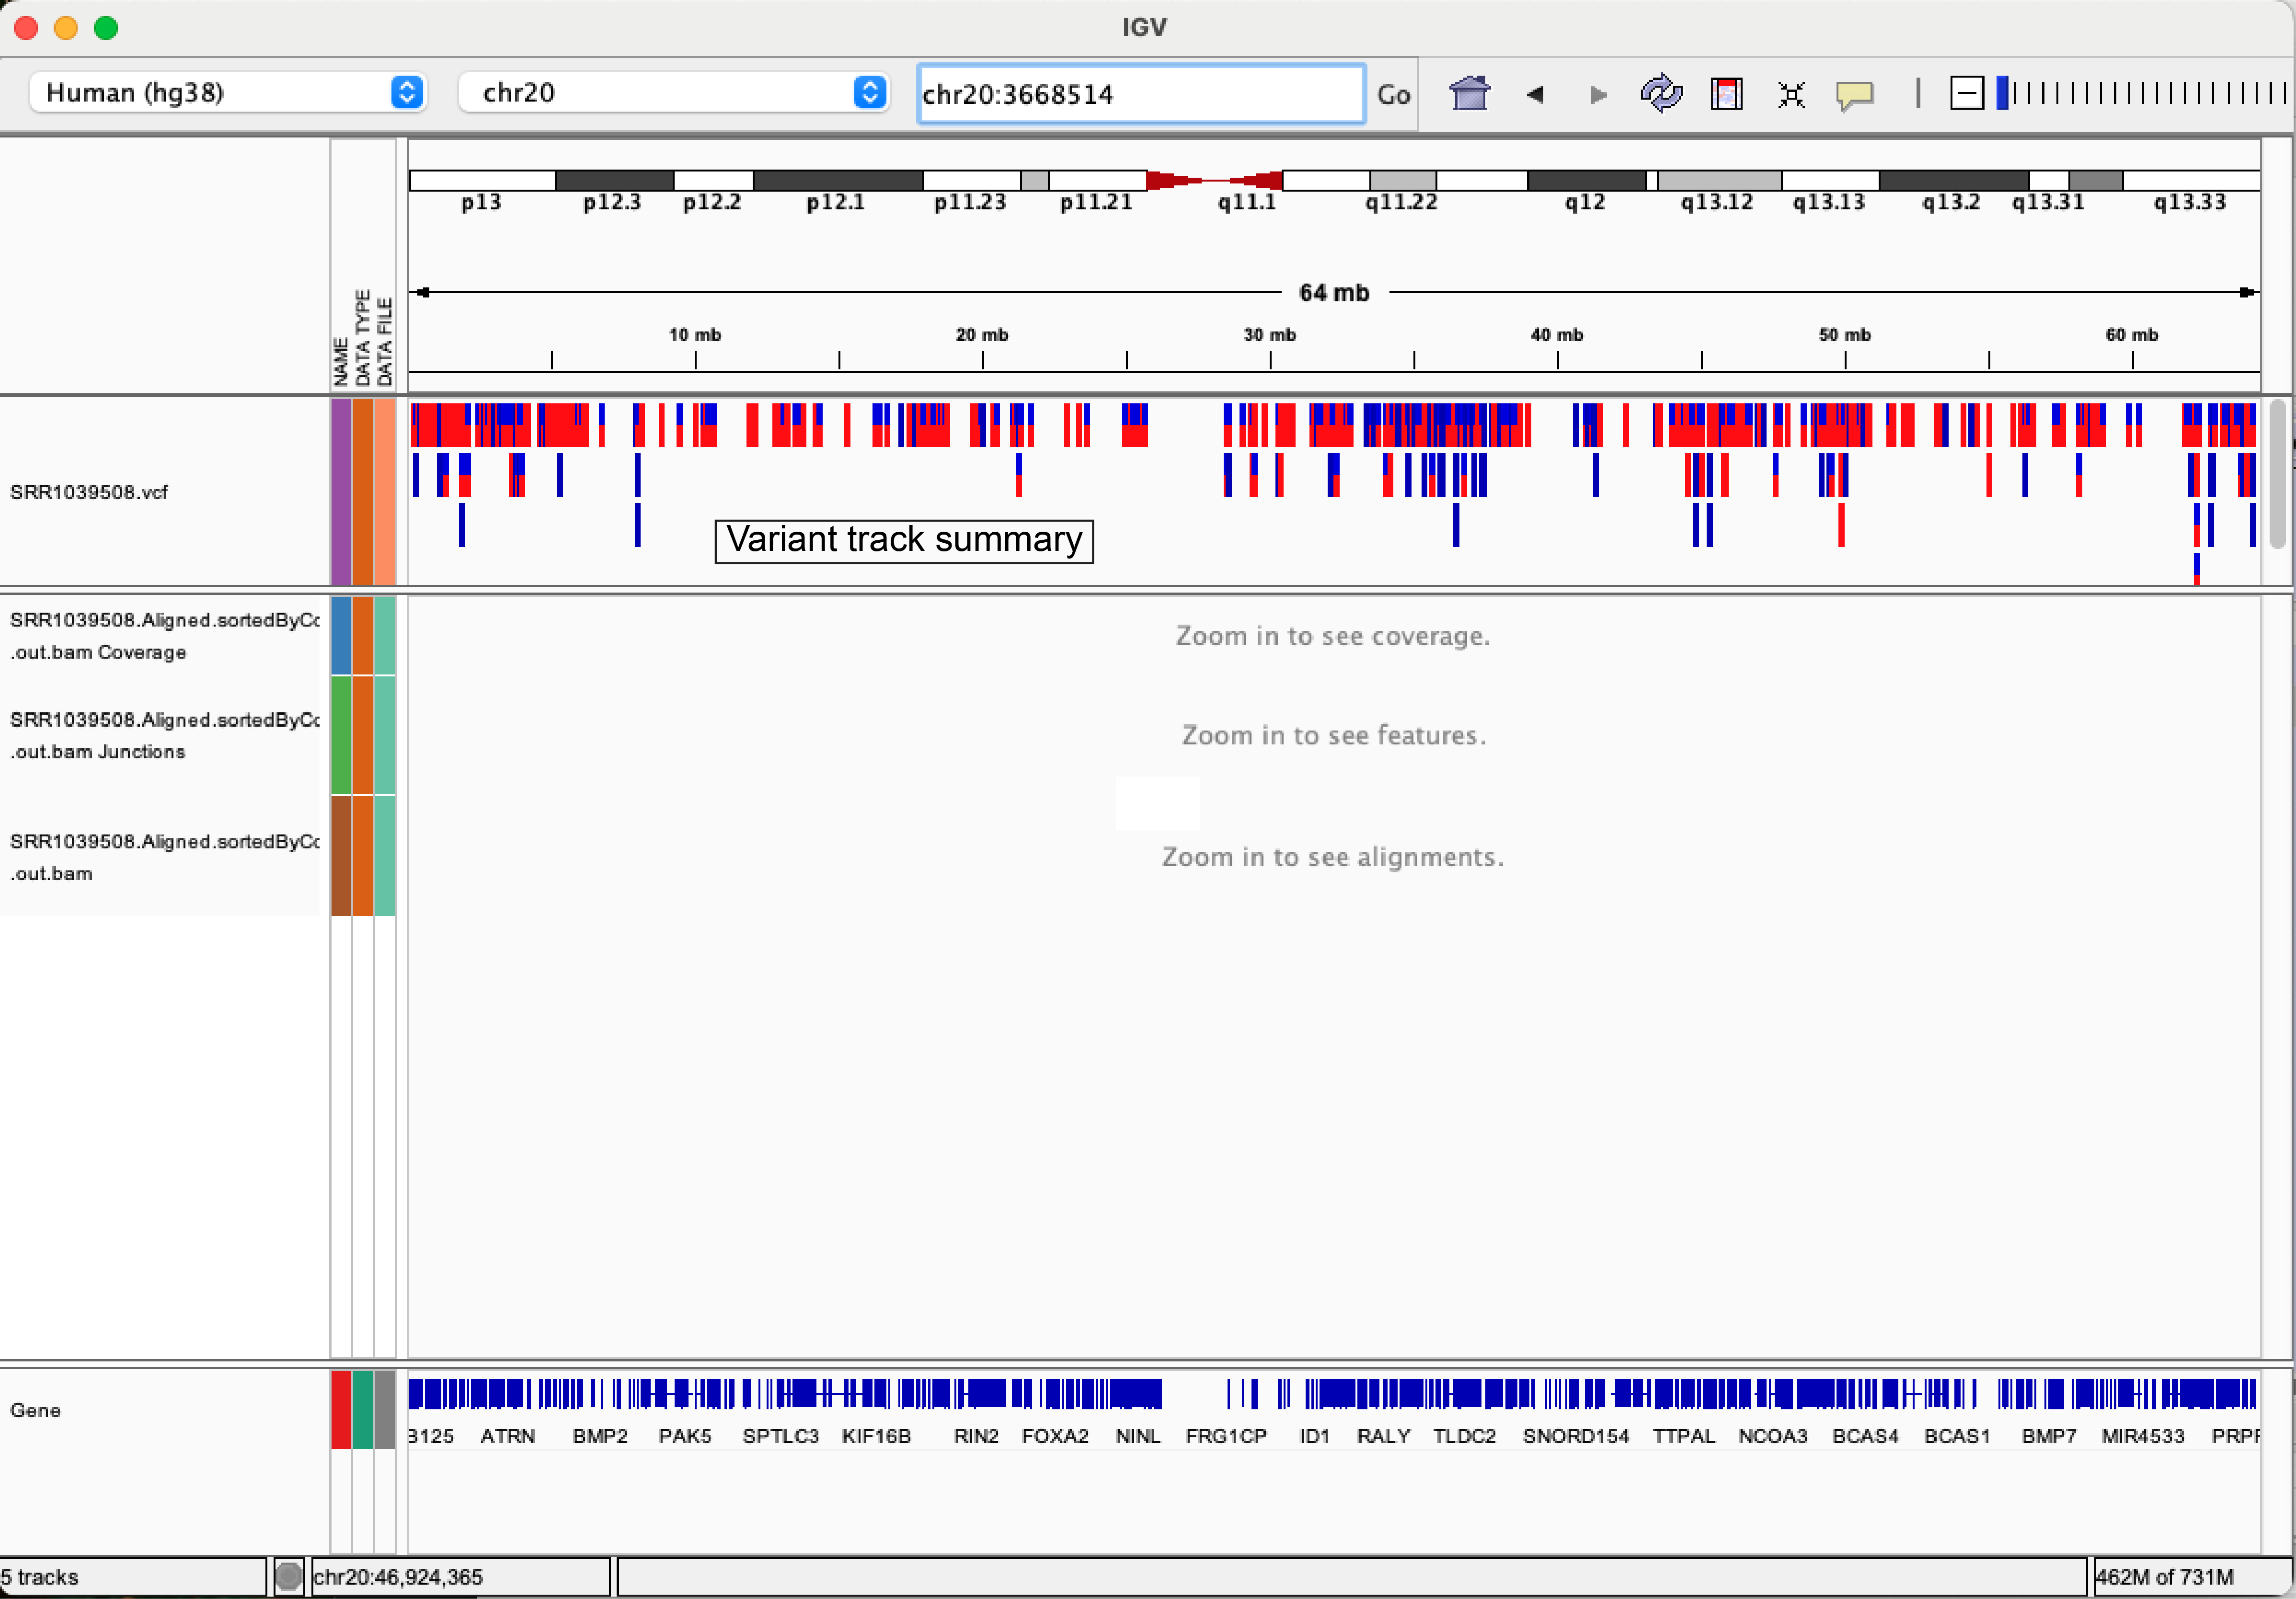 IGV
Human (hg38) chr20 chr20:3668514 Go
p13 p12.3 p12.2 p12.1 p11.23 p11.21 q11.1 q11.22 q12 q13.12 q13.13 q13.2 q13.31 q13.33
64 mb
10 mb 20 mb 30 mb 40 mb 50 mb 60 mb
NAME
DATA TYPE
DATA FILE
SRR1039508.vcf
Variant track summary
SRR1039508.Aligned.sortedByCo
.out.bam Coverage
Zoom in to see coverage.
SRR1039508.Aligned.sortedByCo
.out.bam Junctions
Zoom in to see features.
SRR1039508.Aligned.sortedByCo
.out.bam
Zoom in to see alignments.
Gene
B125 ATRN BMP2 PAK5 SPTLC3 KIF16B RIN2 FOXA2 NINL FRG1CP ID1 RALY TLDC2 SNORD154 TTPAL NCOA3 BCAS4 BCAS1 BMP7 MIR4533 PRPF
5 tracks chr20:46,924,365 462M of 731M